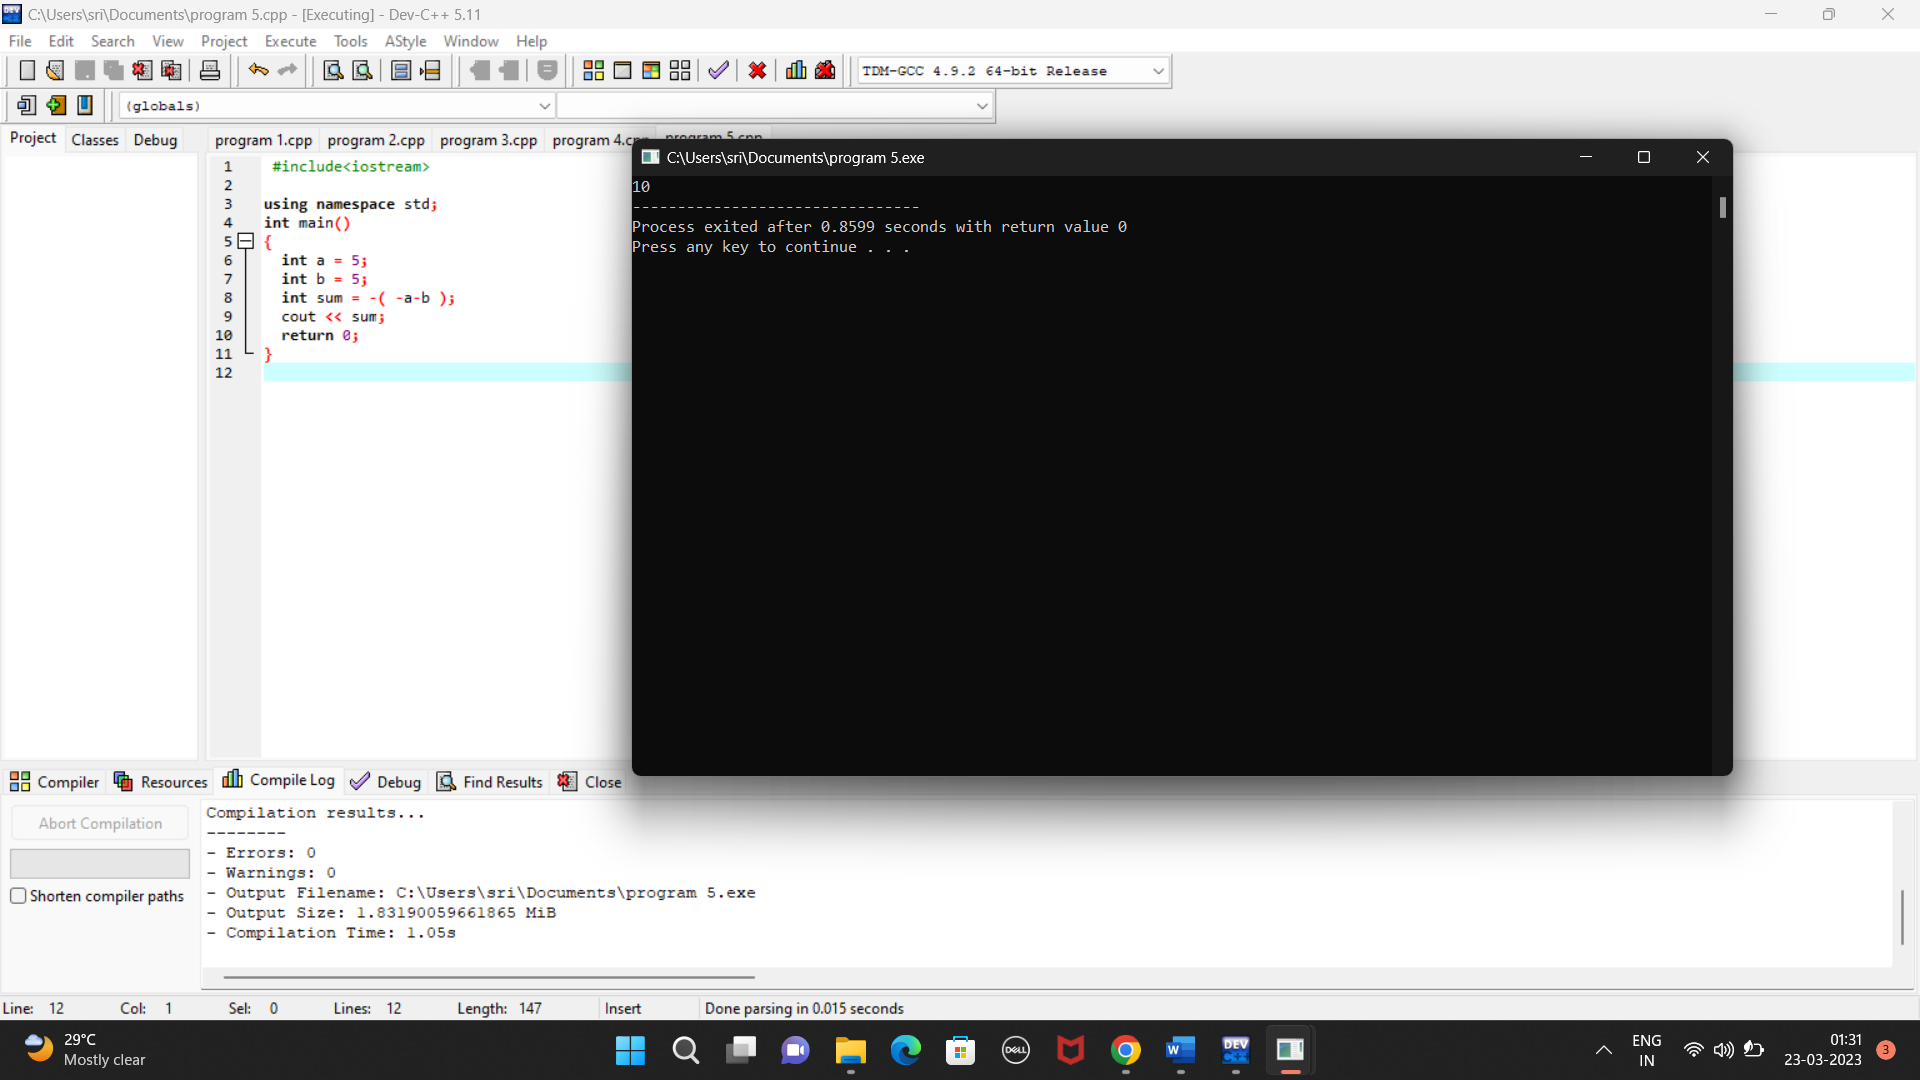 C:\Users\sri\Documents\program 5.cpp - [Executing] - Dev-C++ 5.11
File Edit Search View Project Execute Tools AStyle Window Help
TDM-GCC 4.9.2 64-bit Release
(globals)
Project Classes Debug
program 1.cpp program 2.cpp program 3.cpp program 4.cpp program 5.cpp
1 #include<iostream>
2
3 using namespace std;
4 int main()
5 {
6 int a = 5;
7 int b = 5;
8 int sum = -( -a-b );
9 cout << sum;
10 return 0;
11 }
12
C:\Users\sri\Documents\program 5.exe
10
--------------------------------
Process exited after 0.8599 seconds with return value 0
Press any key to continue . . .
Compiler Resources Compile Log Debug Find Results Close
Abort Compilation
Shorten compiler paths
Compilation results...
--------
- Errors: 0
- Warnings: 0
- Output Filename: C:\Users\sri\Documents\program 5.exe
- Output Size: 1.83190059661865 MiB
- Compilation Time: 1.05s
Line: 12 Col: 1 Sel: 0 Lines: 12 Length: 147 Insert Done parsing in 0.015 seconds
29°C
Mostly clear
DELL
W
DEV
C++
ENG
IN
01:31
23-03-2023
3